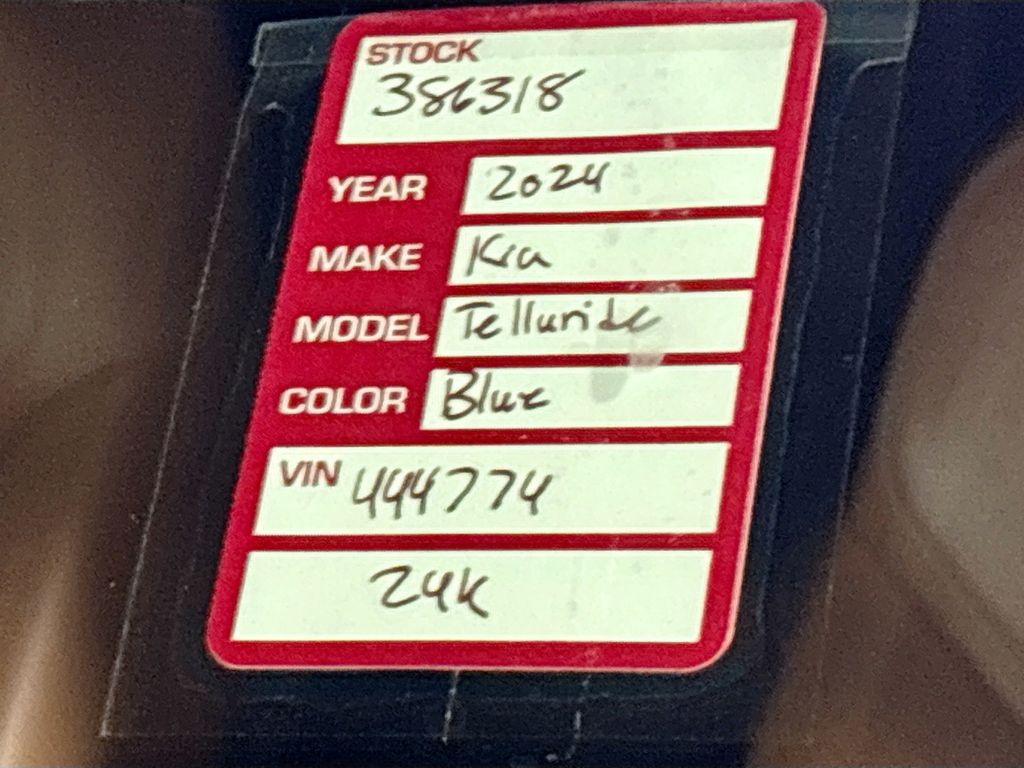 STOCK
386318
YEAR 2024
MAKE Kia
MODEL Telluride
COLOR Blue
VIN 444774
24K